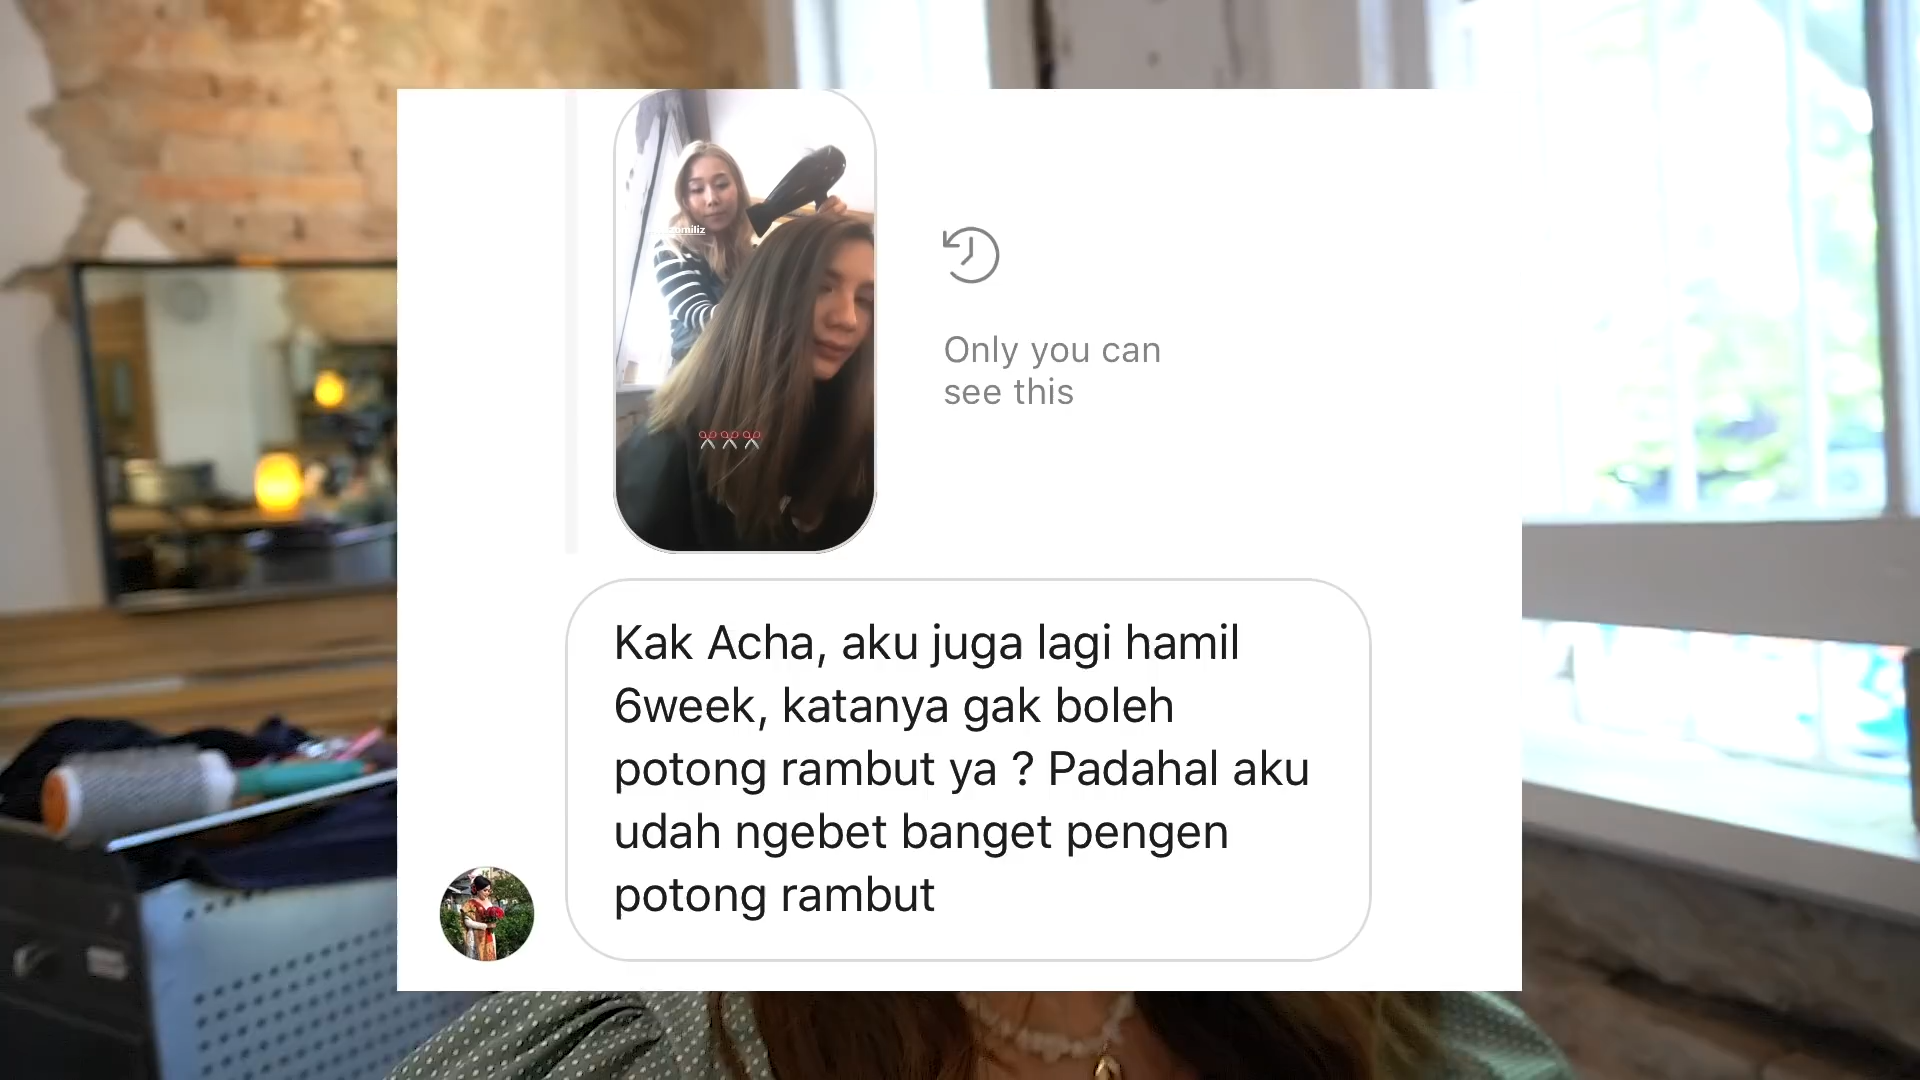 Only you can
see this
Kak Acha, aku juga lagi hamil
6week, katanya gak boleh
potong rambut ya ? Padahal aku
udah ngebet banget pengen
potong rambut